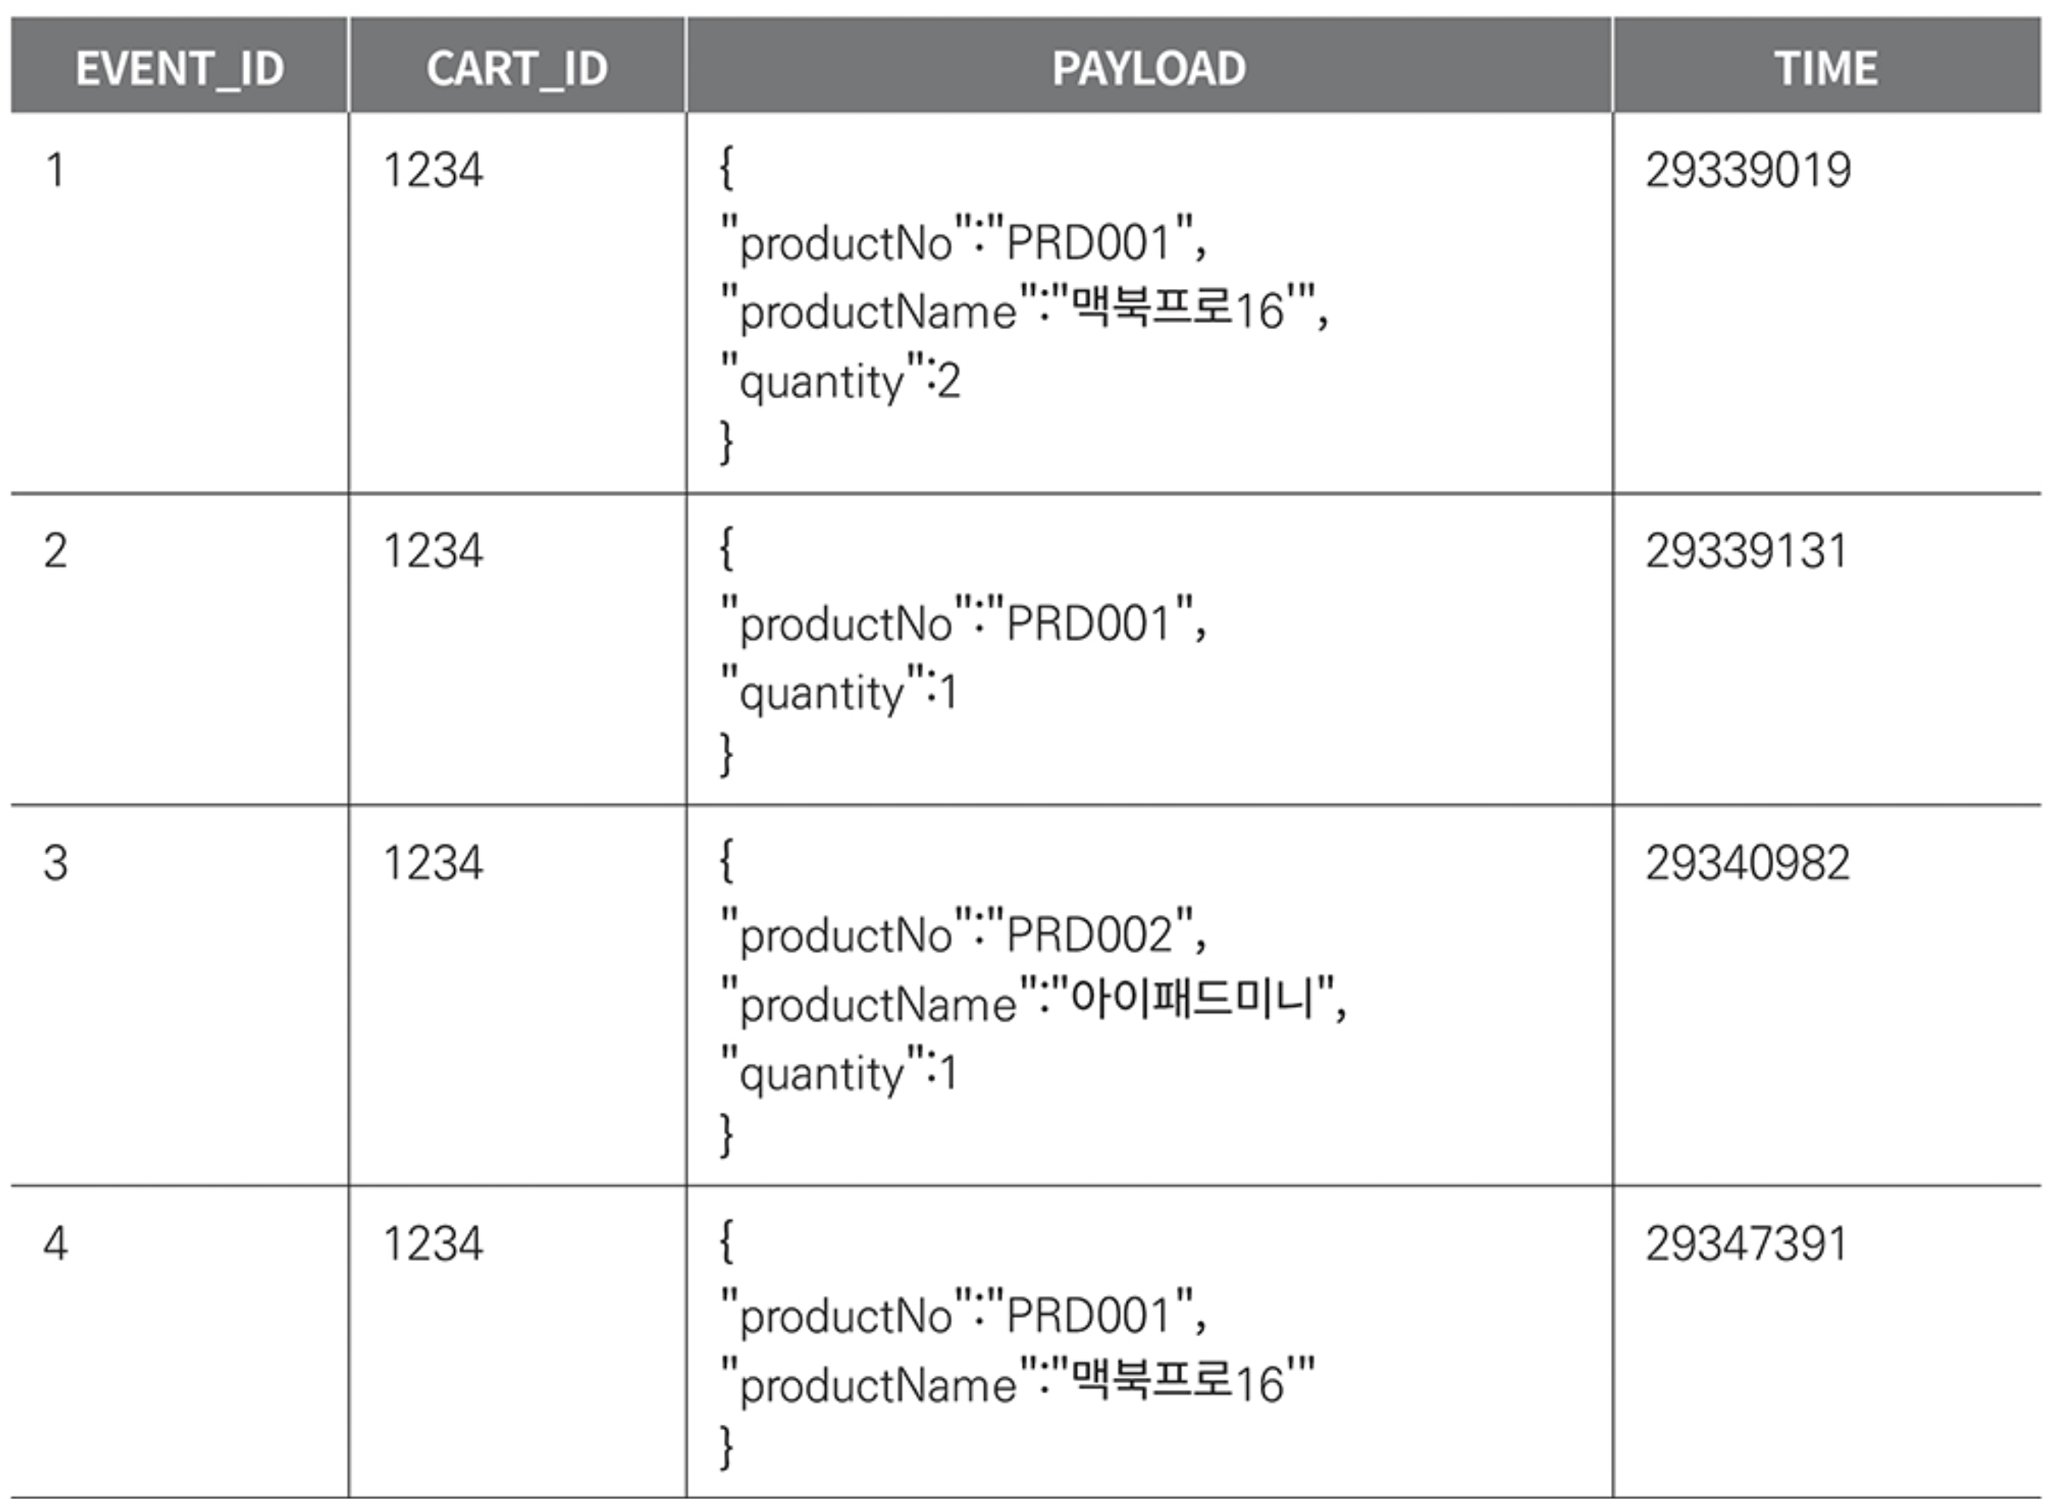 EVENT_ID CART_ID PAYLOAD TIME
1 1234 { 29339019
"productNo":"PRD001",
"productName":"맥북프로16'",
"quantity":2
}
2 1234 { 29339131
"productNo":"PRD001",
"quantity":1
}
3 1234 { 29340982
"productNo":"PRD002",
"productName":"아이패드미니",
"quantity":1
}
4 1234 { 29347391
"productNo":"PRD001",
"productName":"맥북프로16'"
}